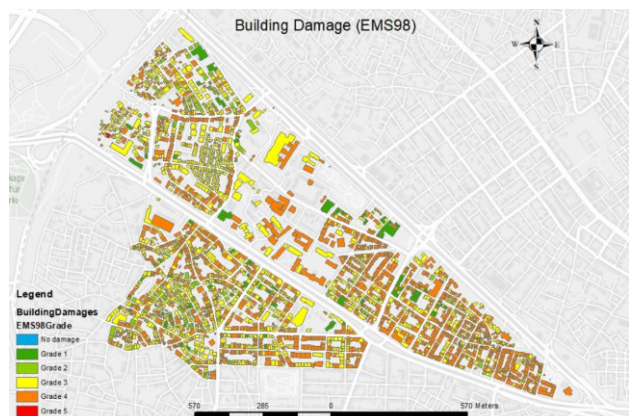 Building Damage (EMS98)
N
W E
S
Legend
BuildingDamages
EMS98Grade
No damage
Grade 1
Grade 2
Grade 3
Grade 4
Grade 5
570 285 0 570 Meters